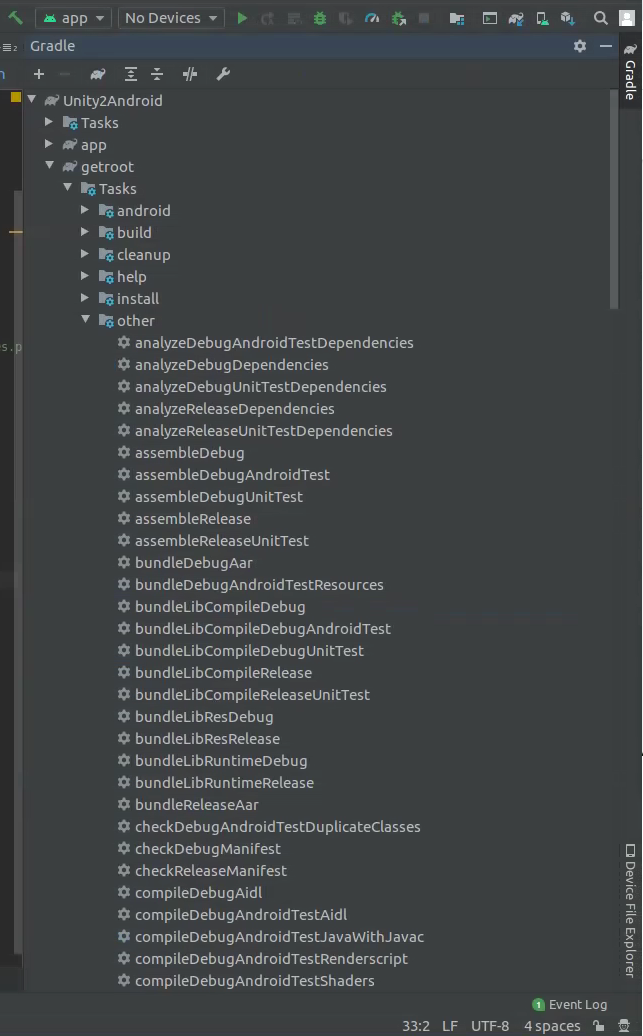 app No Devices
Gradle
Gradle
Unity2Android
Tasks
app
getroot
Tasks
android
build
cleanup
help
install
other
es.p
analyzeDebugAndroidTestDependencies
analyzeDebugDependencies
analyzeDebugUnitTestDependencies
analyzeReleaseDependencies
analyzeReleaseUnitTestDependencies
assembleDebug
assembleDebugAndroidTest
assembleDebugUnitTest
assembleRelease
assembleReleaseUnitTest
bundleDebugAar
bundleDebugAndroidTestResources
bundleLibCompileDebug
bundleLibCompileDebugAndroidTest
bundleLibCompileDebugUnitTest
bundleLibCompileRelease
bundleLibCompileReleaseUnitTest
bundleLibResDebug
bundleLibResRelease
bundleLibRuntimeDebug
bundleLibRuntimeRelease
bundleReleaseAar
checkDebugAndroidTestDuplicateClasses
checkDebugManifest
checkReleaseManifest
compileDebugAidl
compileDebugAndroidTestAidl
compileDebugAndroidTestJavaWithJavac
compileDebugAndroidTestRenderscript
compileDebugAndroidTestShaders
Device File Explorer
1 Event Log
33:2 LF UTF-8 4 spaces